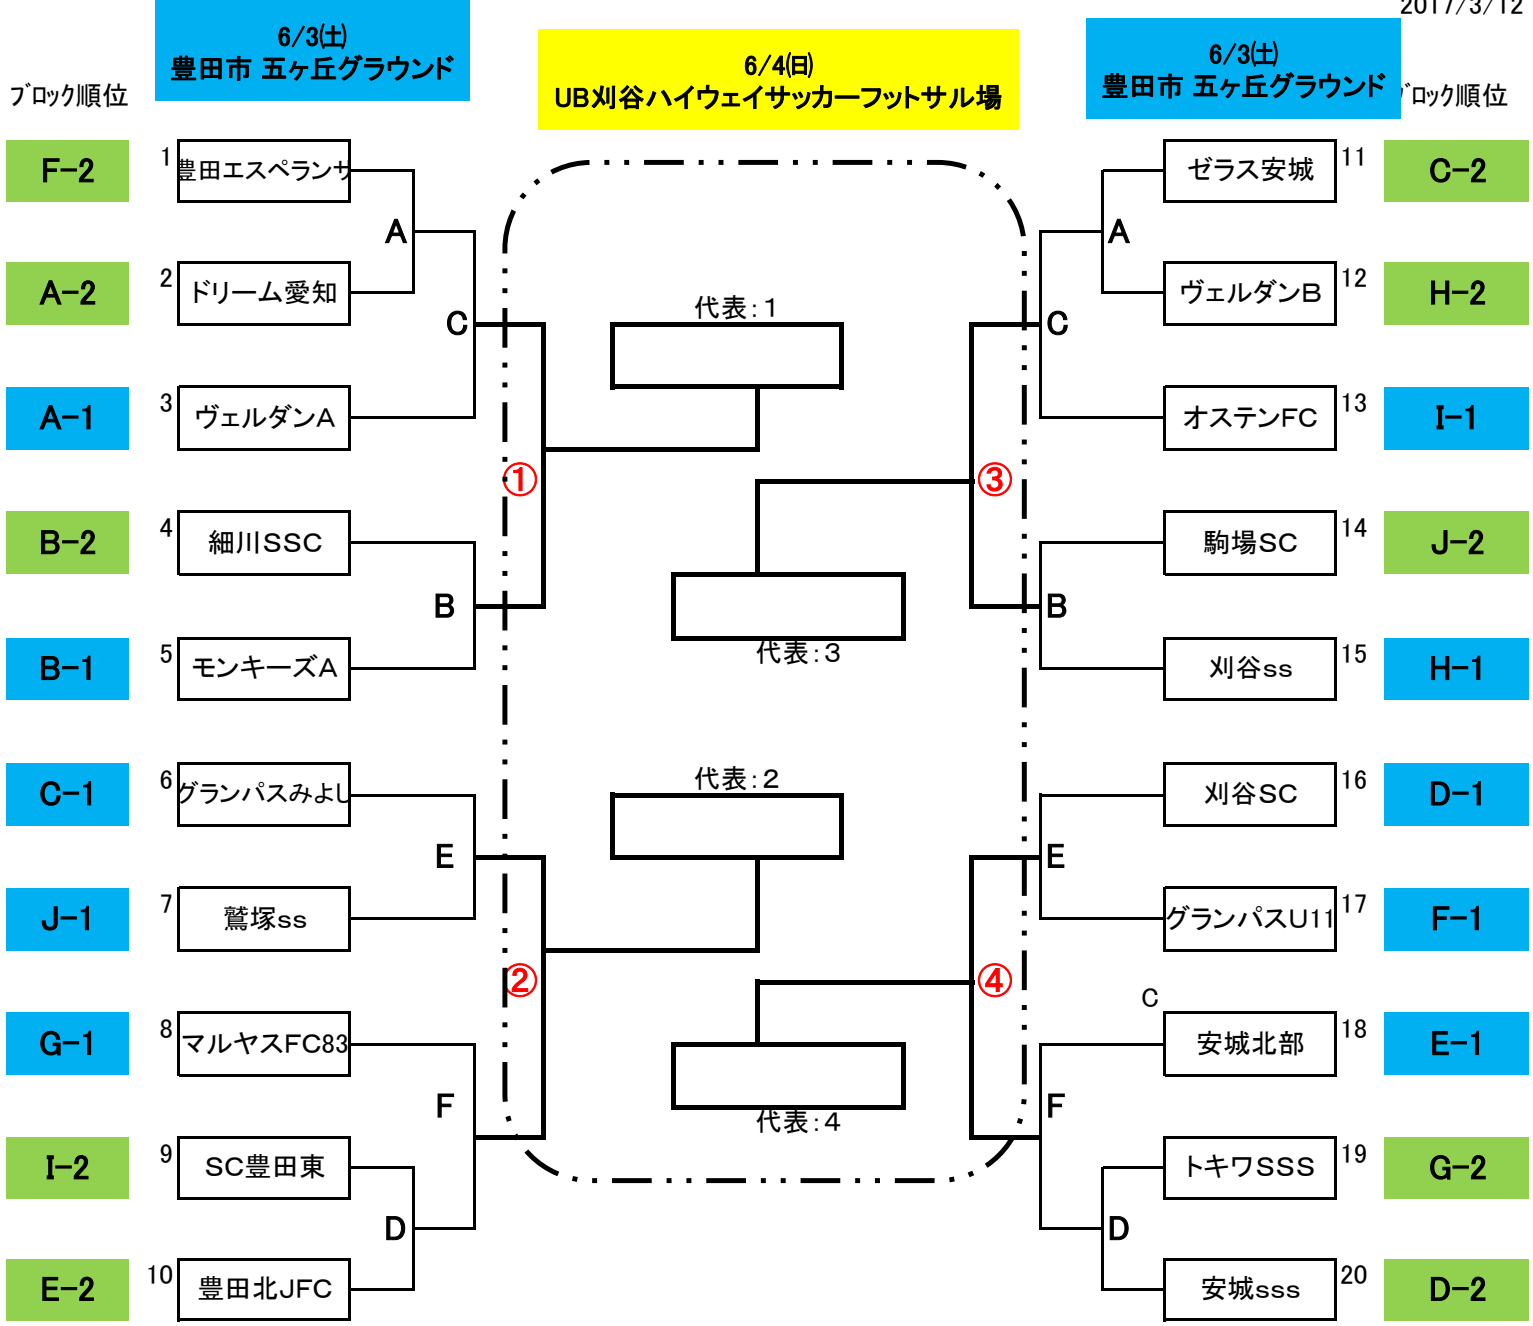 2017/3/12
6/3(土)
豊田市 五ヶ丘グラウンド
6/4(日)
UB刈谷ハイウェイサッカーフットサル場
6/3(土)
豊田市 五ヶ丘グラウンド
ブロック順位
ブロック順位
F-2
1
豊田エスペランサ
ゼラス安城
11
C-2
A
A
A-2
2
ドリーム愛知
ヴェルダンB
12
H-2
代表：1
C
C
A-1
3
ヴェルダンA
オステンFC
13
I-1
①
③
B-2
4
細川SSC
駒場SC
14
J-2
B
B
代表：3
B-1
5
モンキーズA
刈谷ss
15
H-1
代表：2
C-1
6
グランパスみよし
刈谷SC
16
D-1
E
E
J-1
7
鷲塚ss
グランパスU11
17
F-1
②
④
C
G-1
8
マルヤスFC83
安城北部
18
E-1
F
F
代表：4
I-2
9
SC豊田東
トキワSSS
19
G-2
D
D
E-2
10
豊田北JFC
安城sss
20
D-2